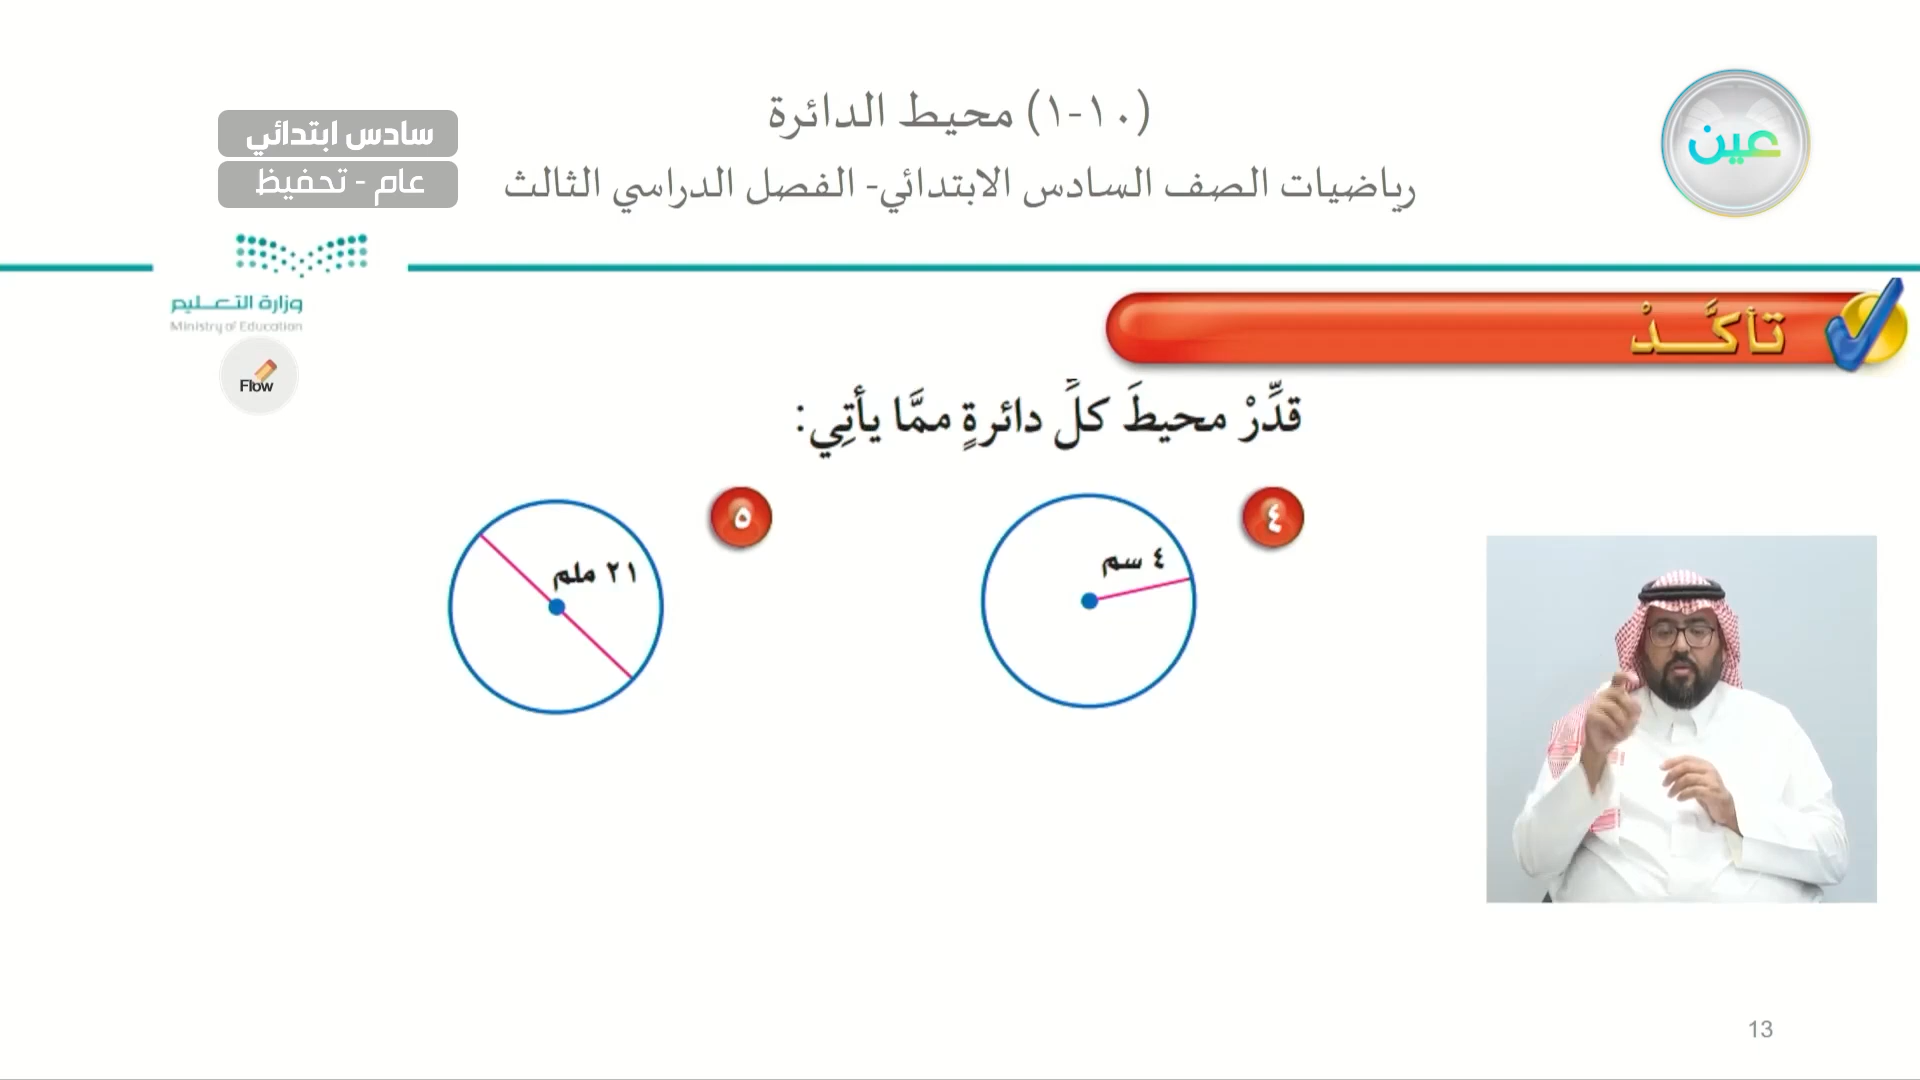 (١٠-١) محيط الدائرة
رياضيات الصف السادس الابتدائي- الفصل الدراسي الثالث
عين
سادس ابتدائي
عام - تحفيظ
وزارة التعليم
Ministry of Education
Flow
تأكَّدْ
قدِّرْ محيطَ كلِّ دائرةٍ ممَّا يأتِي:
٤
٤ سم
٥
٢١ ملم
13